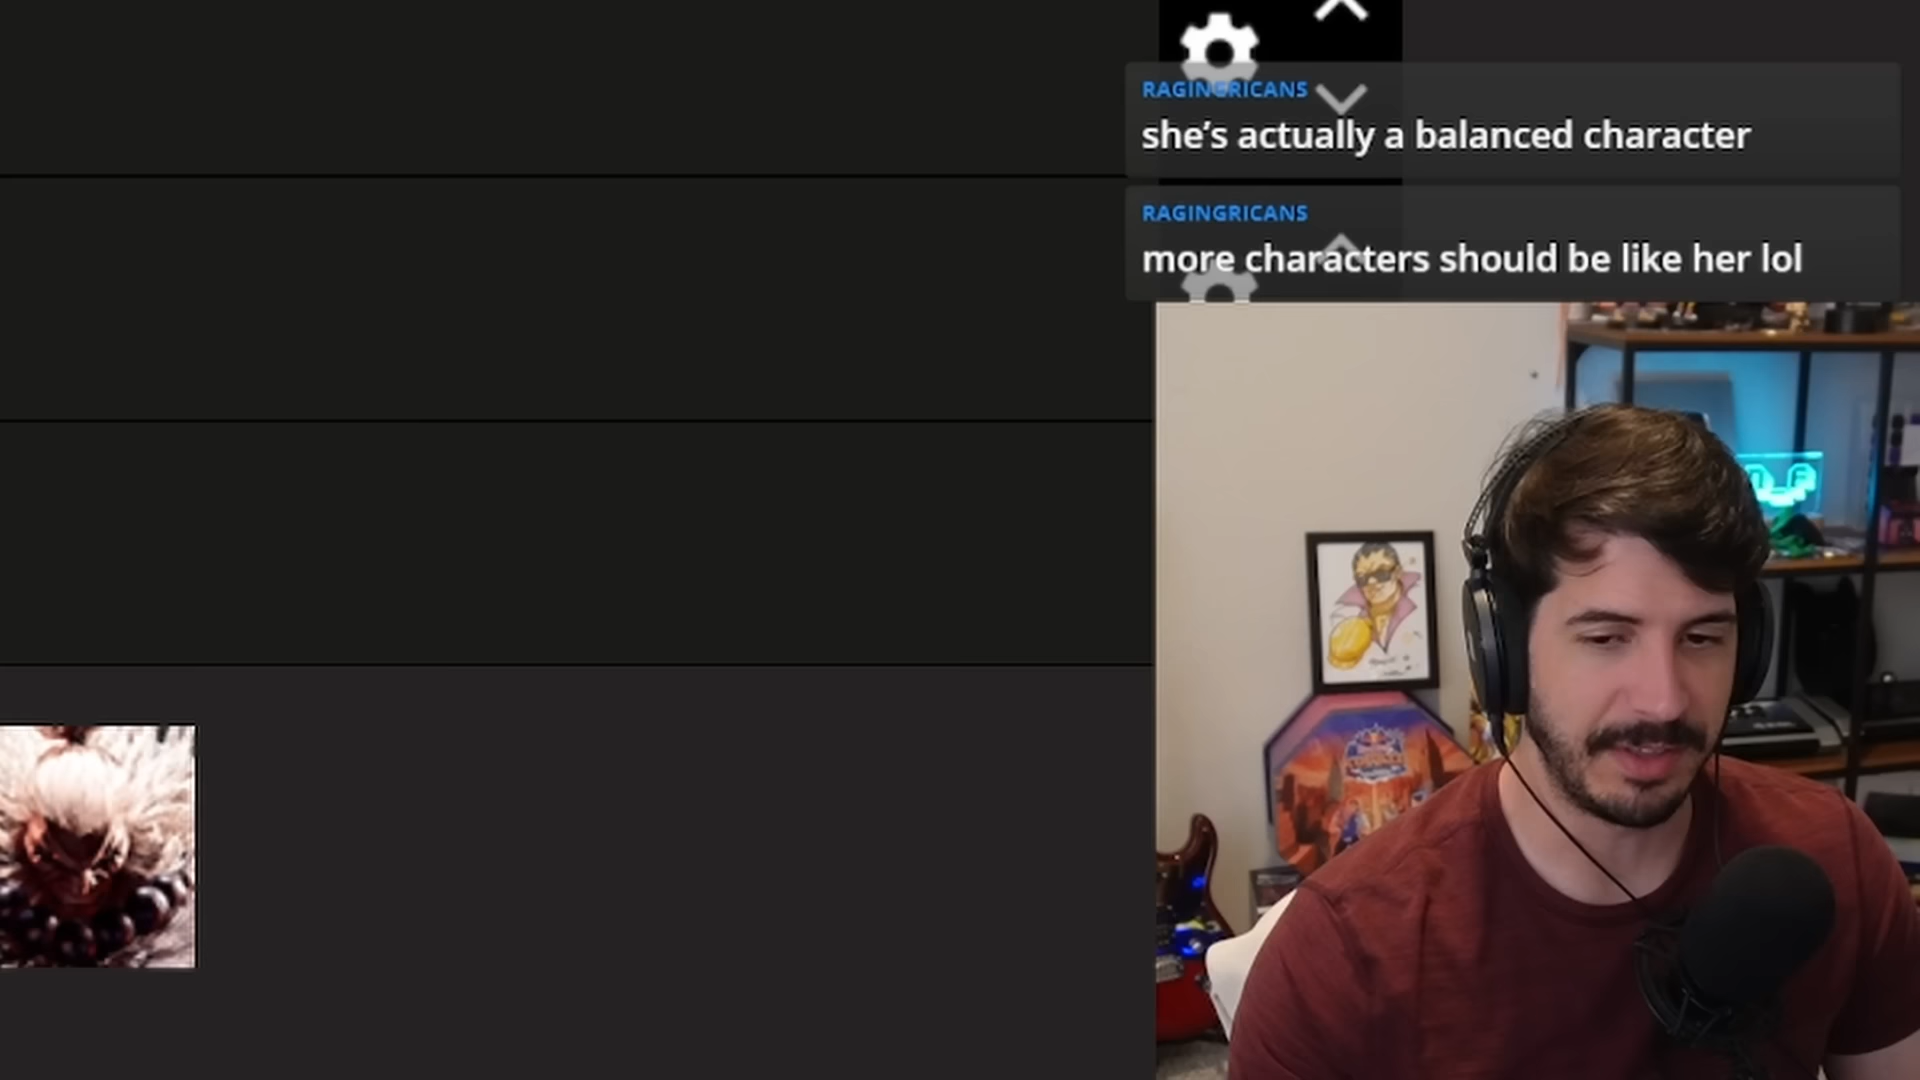 RAGINGRICANS
she's actually a balanced character
RAGINGRICANS
more characters should be like her lol